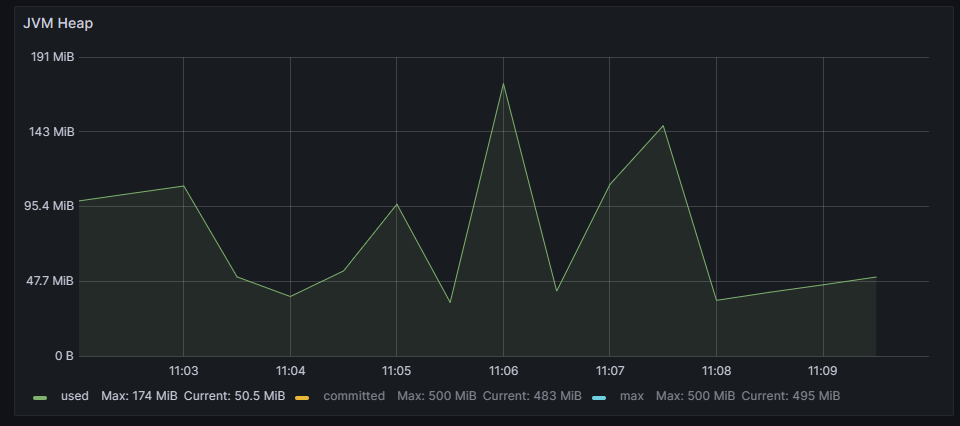 JVM Heap
191 MiB
143 MiB
95.4 MiB
47.7 MiB
0 B
11:03 11:04 11:05 11:06 11:07 11:08 11:09
used Max: 174 MiB Current: 50.5 MiB committed Max: 500 MiB Current: 483 MiB max Max: 500 MiB Current: 495 MiB